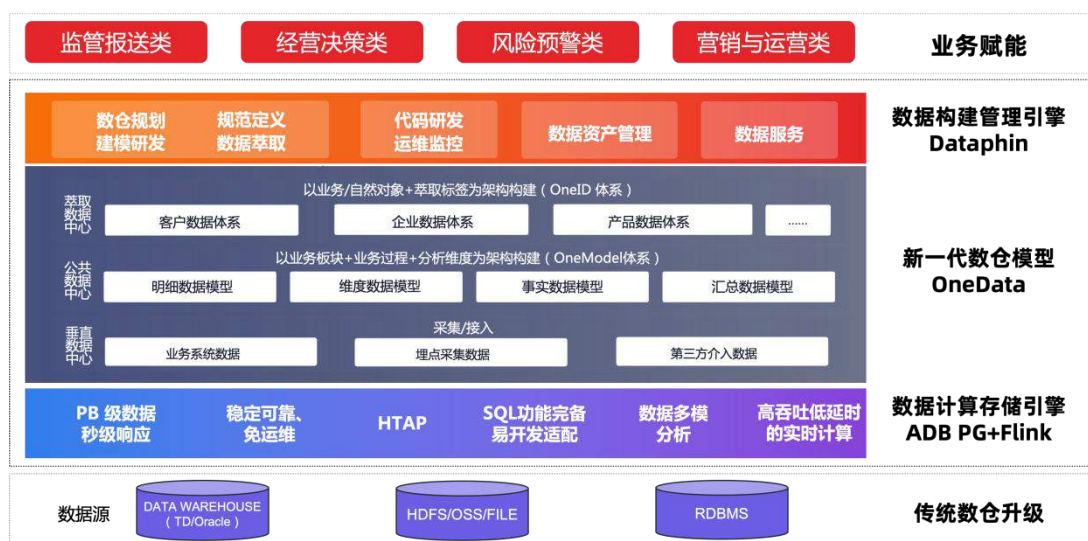 监管报送类
经营决策类
风险预警类
营销与运营类
业务赋能
数仓规划
建模研发
规范定义
数据萃取
代码研发
运维监控
数据资产管理
数据服务
数据构建管理引擎
Dataphin
以业务/自然对象+萃取标签为架构构建（OneID 体系）
萃取
数据
中心
客户数据体系
企业数据体系
产品数据体系
......
以业务板块+业务过程+分析维度为架构构建（OneModel体系）
公共
数据
中心
明细数据模型
维度数据模型
事实数据模型
汇总数据模型
新一代数仓模型
OneData
采集/接入
垂直
数据
中心
业务系统数据
埋点采集数据
第三方介入数据
PB 级数据
秒级响应
稳定可靠、
免运维
HTAP
SQL功能完备
易开发适配
数据多模
分析
高吞吐低延时
的实时计算
数据计算存储引擎
ADB PG+Flink
数据源
DATA WAREHOUSE
（TD/Oracle）
HDFS/OSS/FILE
RDBMS
传统数仓升级